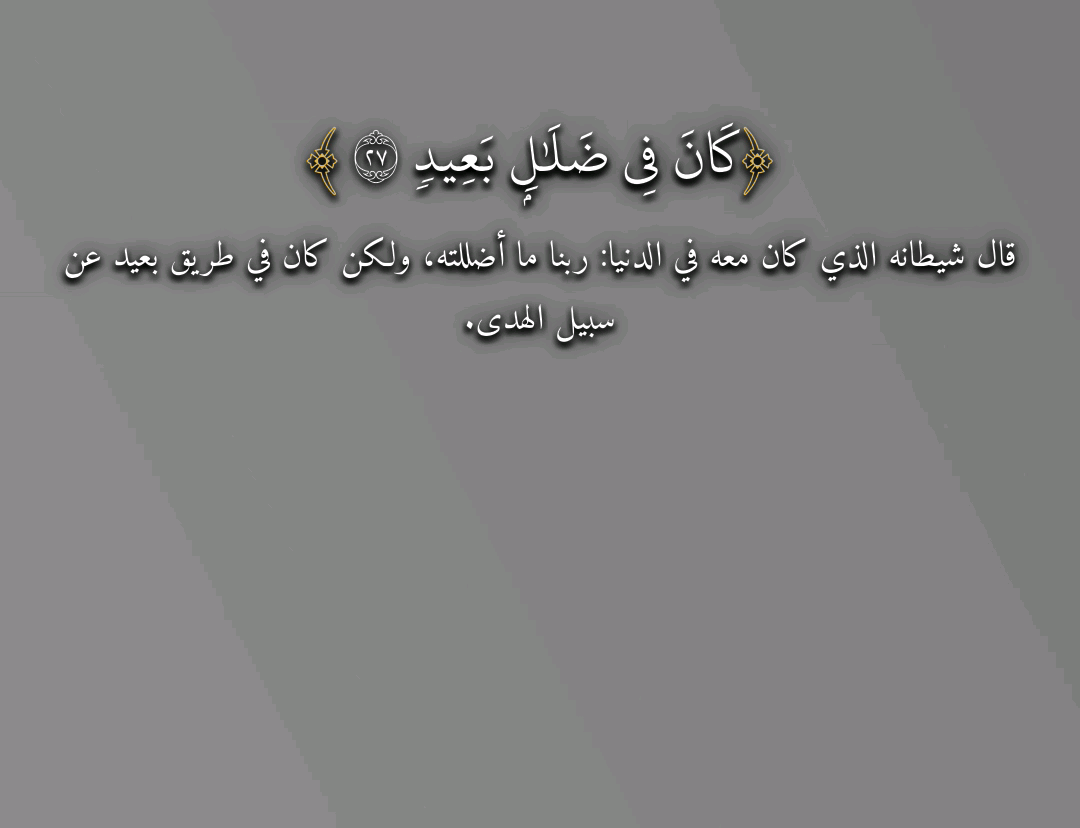 ﴿كَانَ فِى ضَلَـٰلِۭ بَعِيدٍۢ ٢٧﴾
قال شيطانه الذي كان معه في الدنيا: ربنا ما أضللته، ولكن كان في طريق بعيد عن
سبيل الهدى.